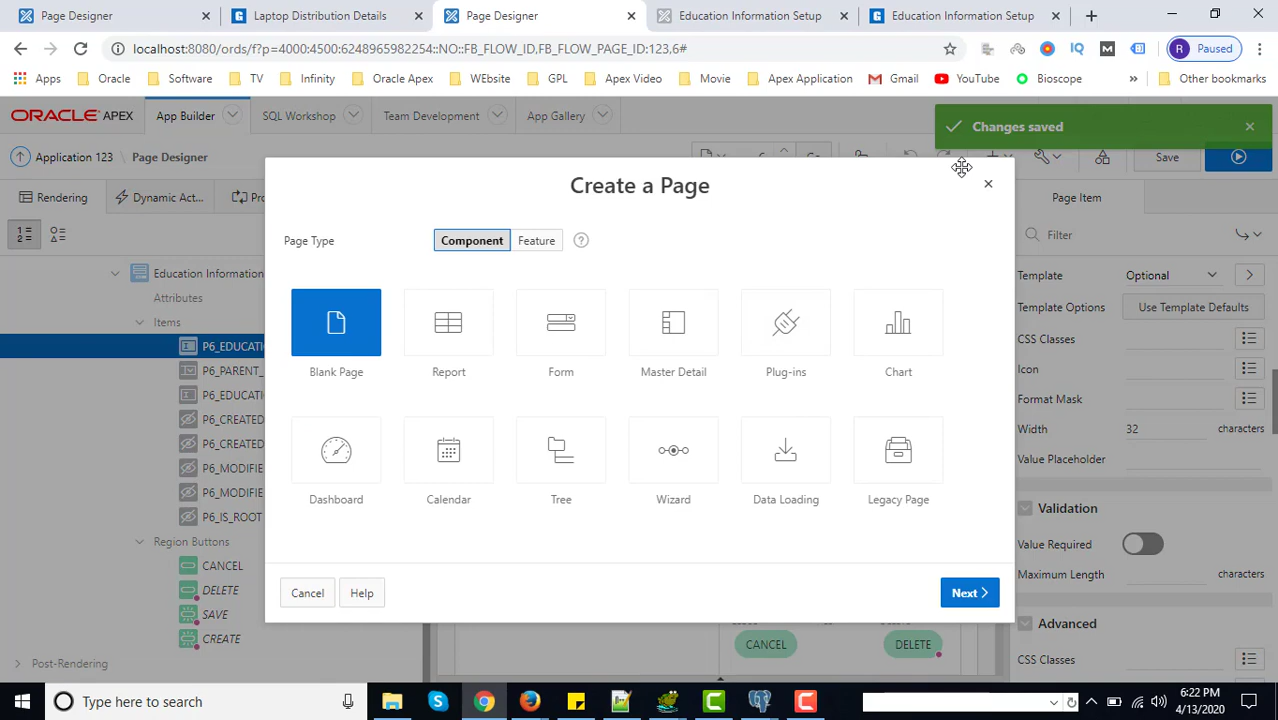 Page Designer
Laptop Distribution Details
Page Designer
Education Information Setup
Education Information Setup
localhost:8080/ords/f?p=4000:4500:6248965982254::NO::FB_FLOW_ID,FB_FLOW_PAGE_ID:123,6#
IQ
M
R Paused
Apps Oracle Software TV Infinity Oracle Apex WEbsite GPL Apex Video Movie Apex Application Gmail YouTube Bioscope » Other bookmarks
ORACLE APEX App Builder SQL Workshop Team Development App Gallery
Changes saved
Application 123 Page Designer Save
Rendering Dynamic Act... Page Item
Create a Page
Filter
Page Type Component Feature
Education Information
Attributes
Items
P6_EDUCATI
P6_PARENT_
P6_EDUCATI
P6_CREATED
P6_CREATED
P6_MODIFIE
P6_MODIFIE
P6_IS_ROOT
Region Buttons
CANCEL
DELETE
SAVE
CREATE
Post-Rendering
Blank Page Report Form Master Detail Plug-ins Chart
Dashboard Calendar Tree Wizard Data Loading Legacy Page
Cancel Help Next
CANCEL DELETE
Template Optional
Template Options Use Template Defaults
CSS Classes
Icon
Format Mask
Width 32 characters
Value Placeholder
Validation
Value Required
Maximum Length characters
Advanced
CSS Classes
Type here to search
6:22 PM
4/13/2020